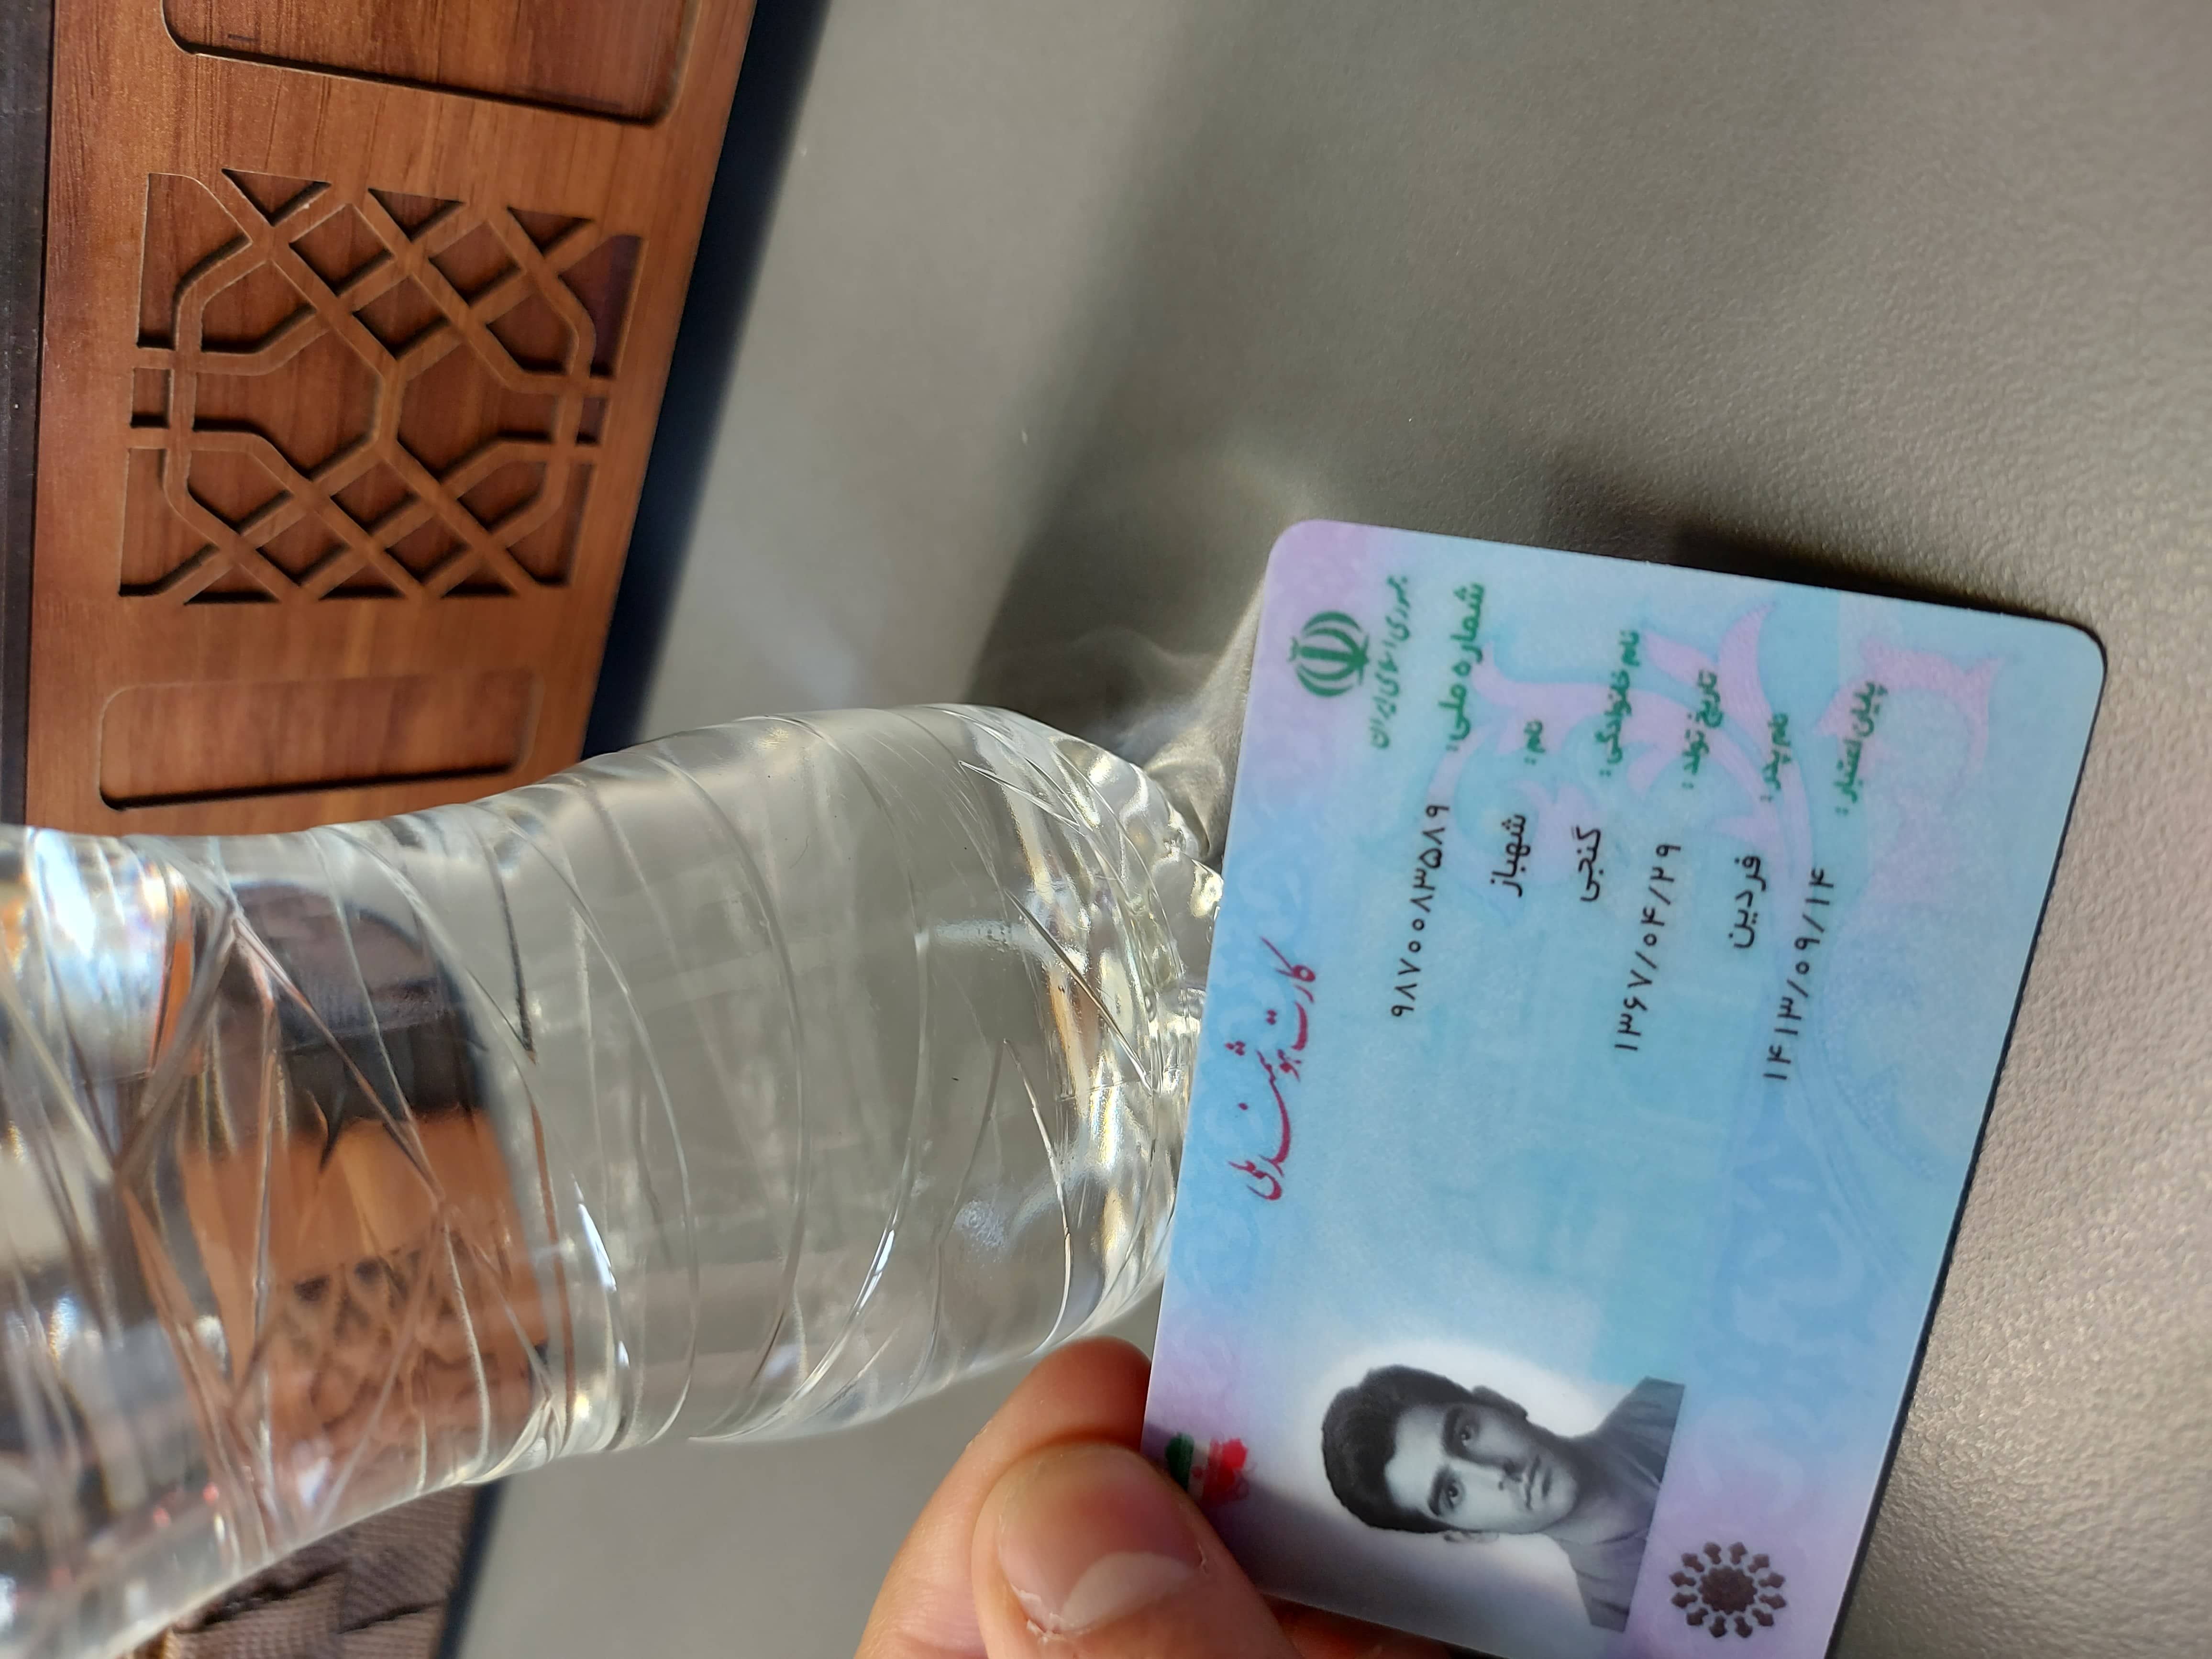 جمهوری اسلامی ایران
کارت هوشمند ملی
شماره ملی: ۹۸۷۰۰۸۳۵۸۹
نام: شهباز
نام خانوادگی: گنجی
تاریخ تولد: ۱۳۶۷/۰۴/۲۹
نام پدر: فردین
پایان اعتبار: ۱۴۱۳/۰۹/۱۴